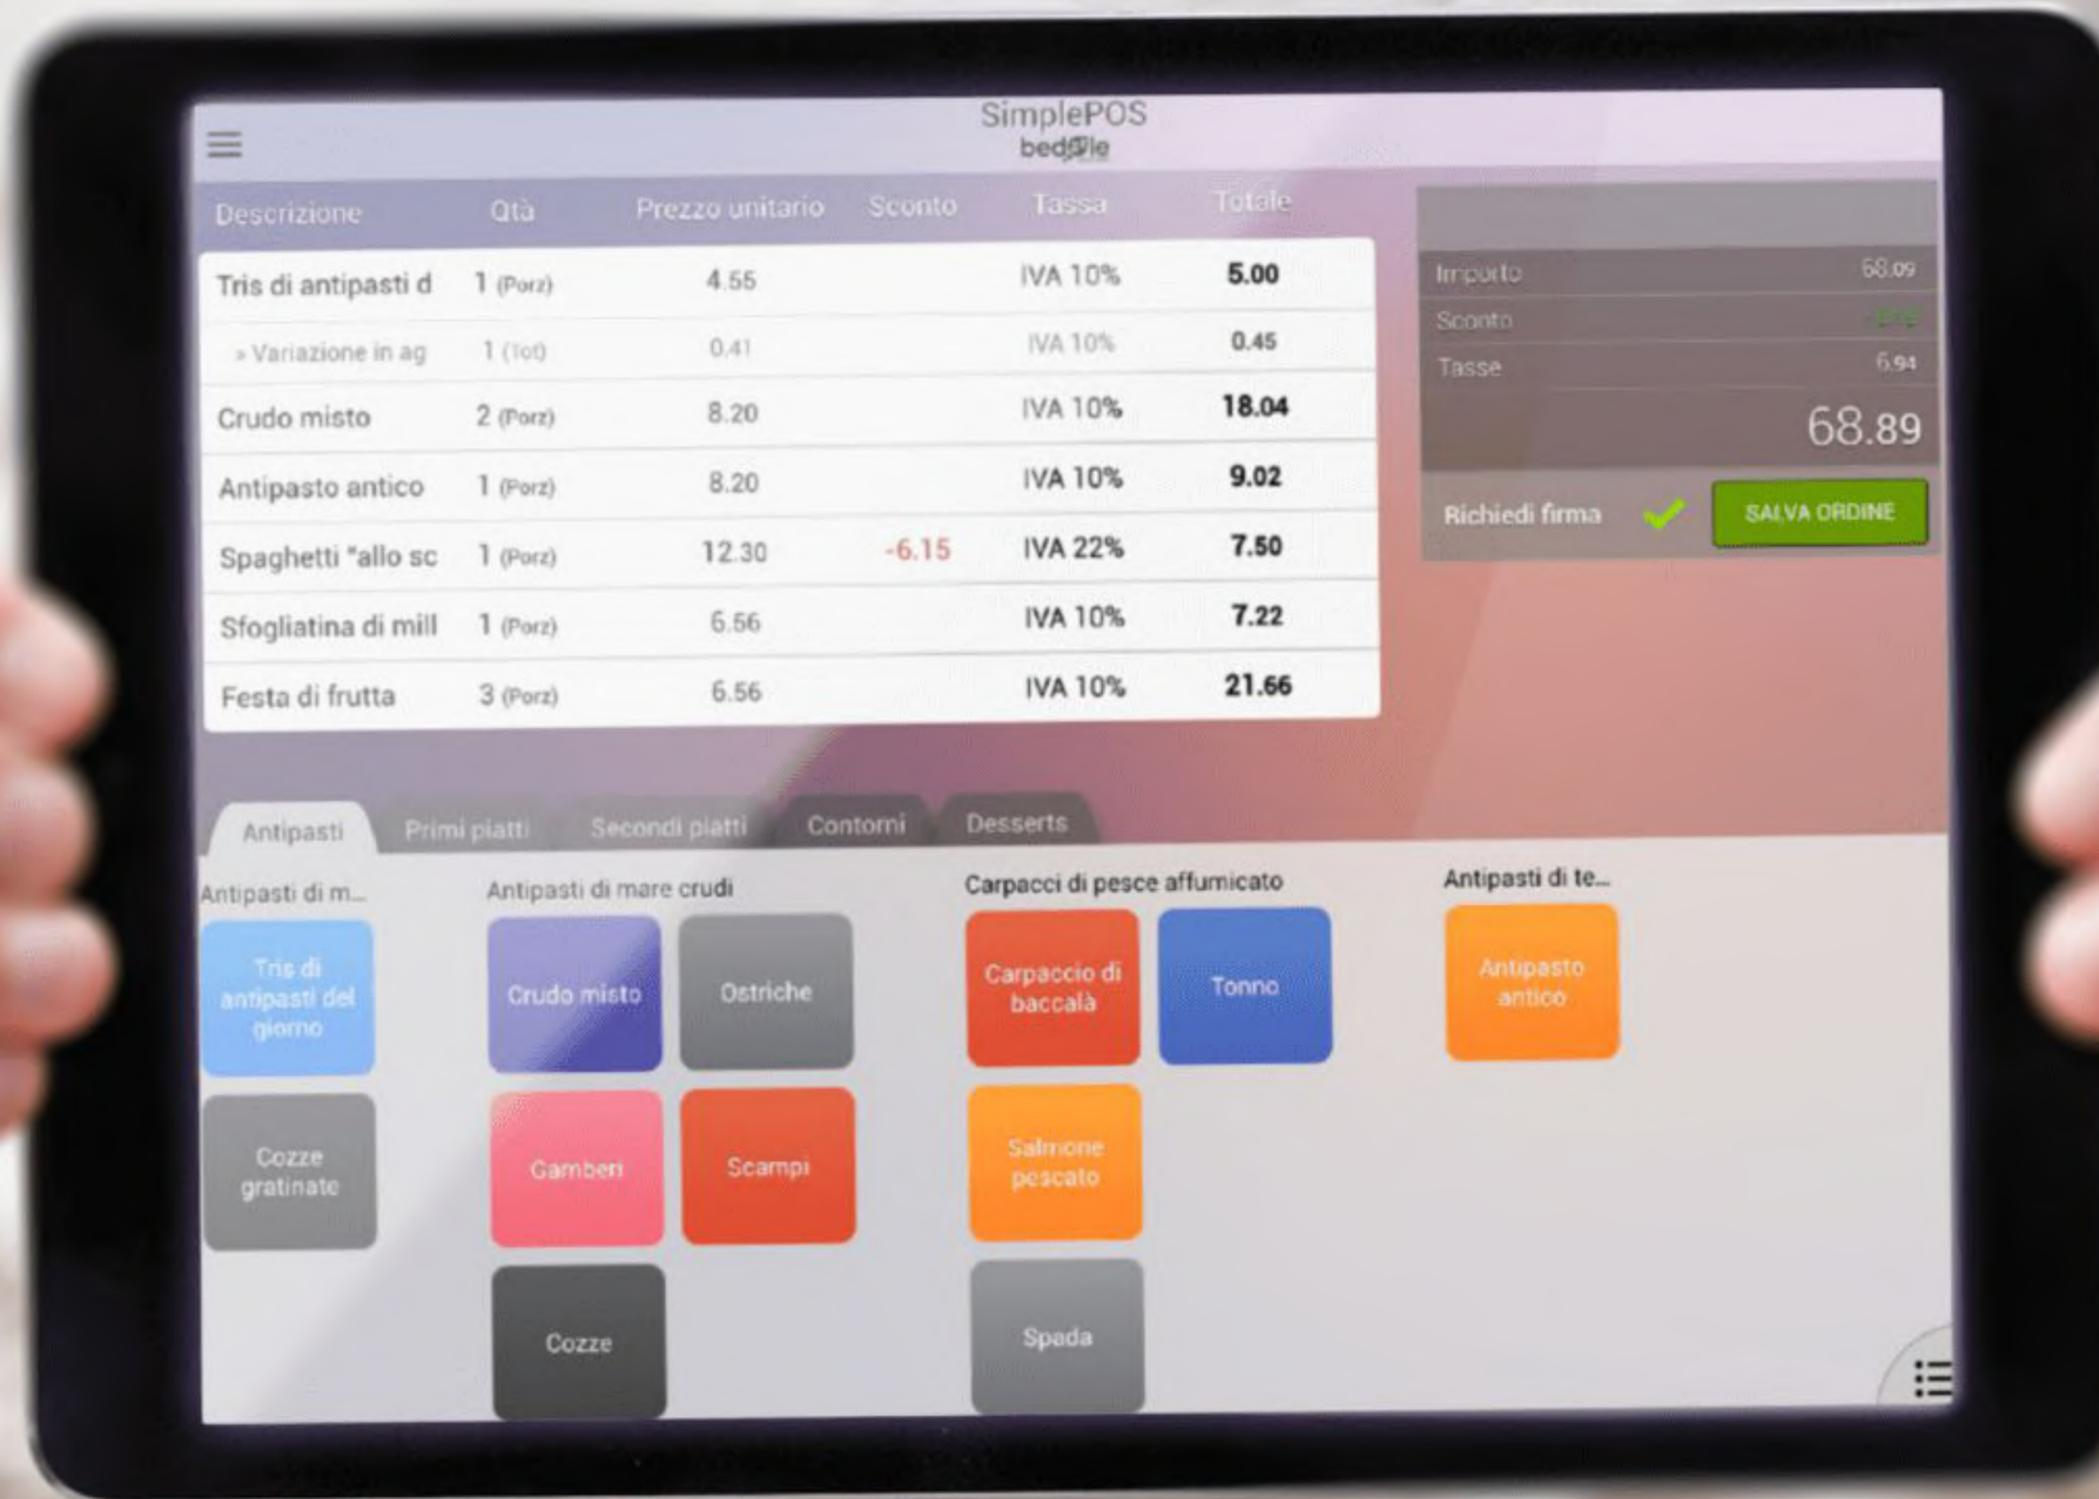 SimplePOS
Descrizione Qtà Prezzo unitario Sconto Tassa Totale
Tris di antipasti d 1 (Porz) 4.55 IVA 10% 5.00
» Variazione in ag 1 (Tot) 0.41 IVA 10% 0.45
Crudo misto 2 (Porz) 8.20 IVA 10% 18.04
Antipasto antico 1 (Porz) 8.20 IVA 10% 9.02
Spaghetti "allo sc 1 (Porz) 12.30 -6.15 IVA 22% 7.50
Sfogliatina di mill 1 (Porz) 6.56 IVA 10% 7.22
Festa di frutta 3 (Porz) 6.56 IVA 10% 21.66
Importo 68.09
Sconto
Tasse 6.94
68.89
Richiedi firma SALVA ORDINE
Antipasti Primi piatti Secondi piatti Contorni Desserts
Antipasti di m...
Tris di
antipasti del
giorno
Cozze
gratinate
Antipasti di mare crudi
Crudo misto
Ostriche
Gamberi
Scampi
Cozze
Carpacci di pesce affumicato
Carpaccio di
baccalà
Tonno
Salmone
pescato
Spada
Antipasti di te...
Antipasto
antico